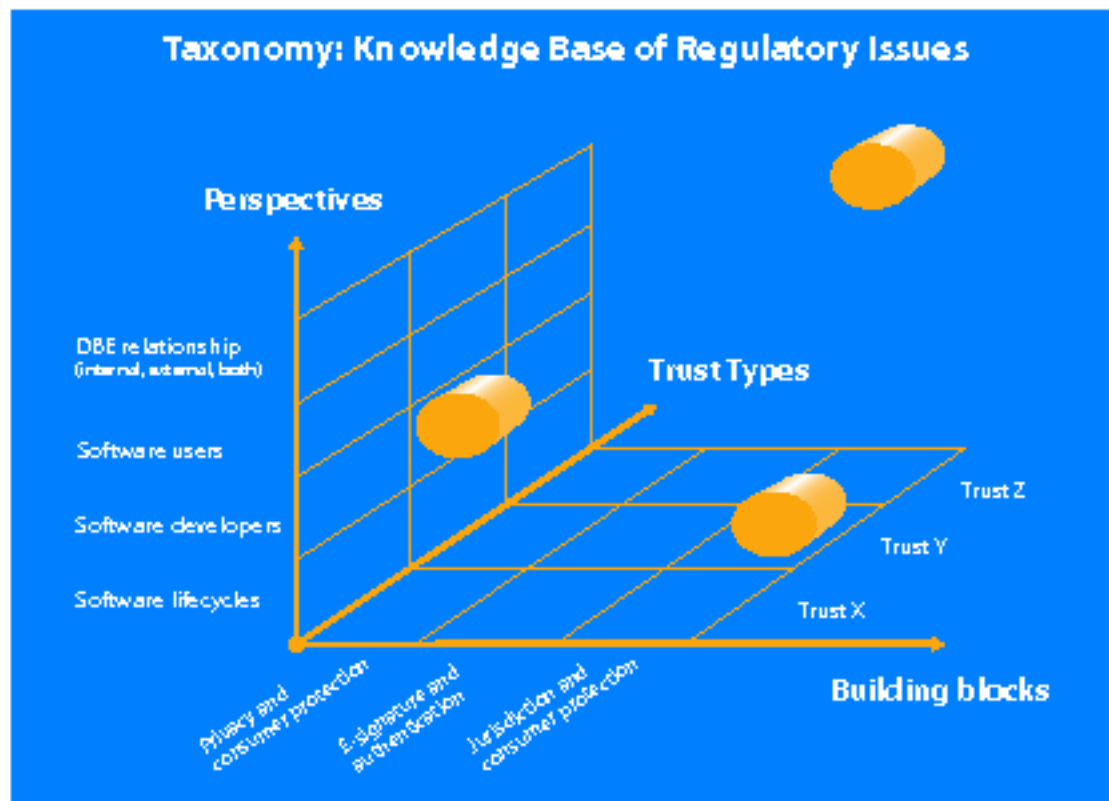 Taxonomy: Knowledge Base of Regulatory Issues
Perspectives
DBE relationship
(internal, external, both)
Trust Types
Software users
Trust Z
Software developers
Trust Y
Software lifecycles
Trust X
Privacy and
consumer protection
E-signature and
authentication
Jurisdiction and
consumer protection
Building blocks